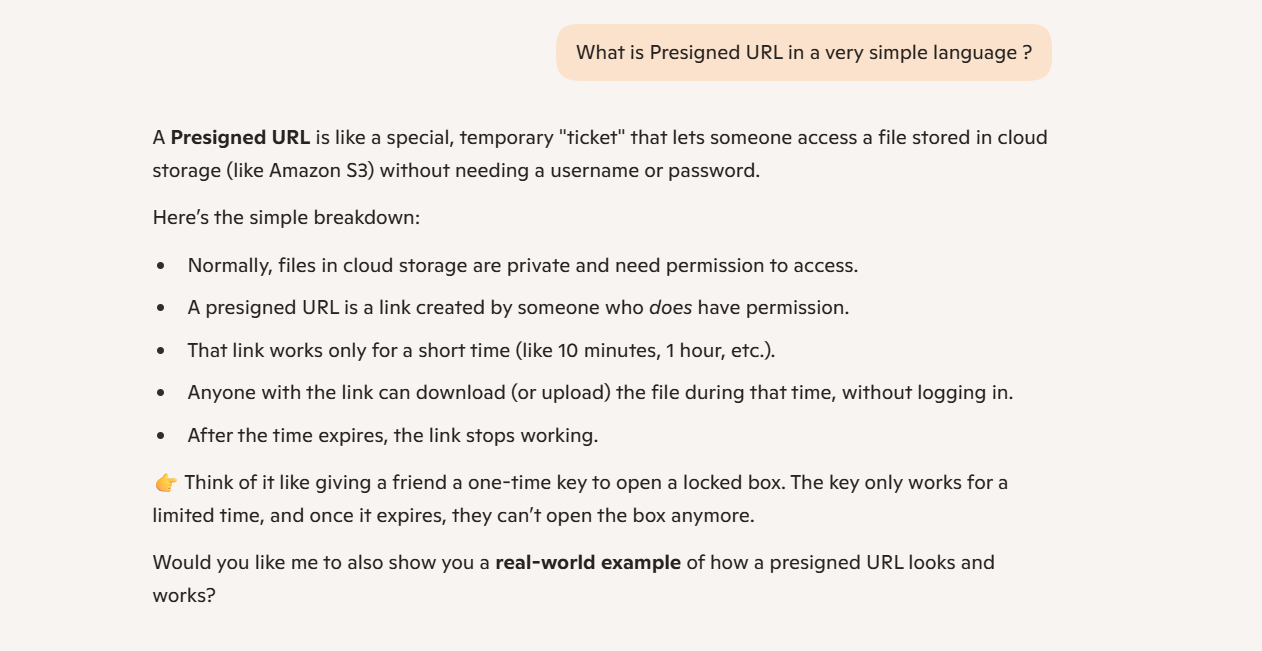 What is Presigned URL in a very simple language ?
A Presigned URL is like a special, temporary "ticket" that lets someone access a file stored in cloud
storage (like Amazon S3) without needing a username or password.
Here’s the simple breakdown:
• Normally, files in cloud storage are private and need permission to access.
• A presigned URL is a link created by someone who does have permission.
• That link works only for a short time (like 10 minutes, 1 hour, etc.).
• Anyone with the link can download (or upload) the file during that time, without logging in.
• After the time expires, the link stops working.
👉 Think of it like giving a friend a one-time key to open a locked box. The key only works for a
limited time, and once it expires, they can’t open the box anymore.
Would you like me to also show you a real-world example of how a presigned URL looks and
works?